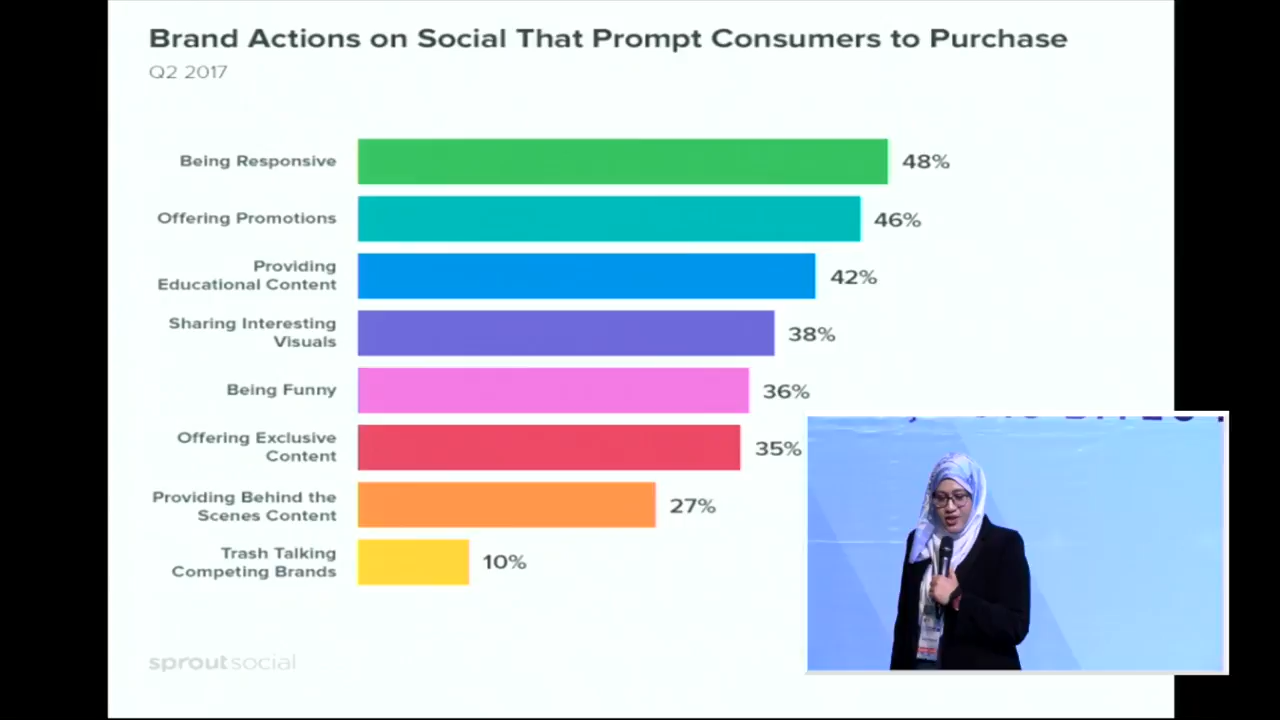 Brand Actions on Social That Prompt Consumers to Purchase
Q2 2017
Being Responsive
48%
Offering Promotions
46%
Providing
Educational Content
42%
Sharing Interesting
Visuals
38%
Being Funny
36%
Offering Exclusive
Content
35%
Providing Behind the
Scenes Content
27%
Trash Talking
Competing Brands
10%
sproutsocial